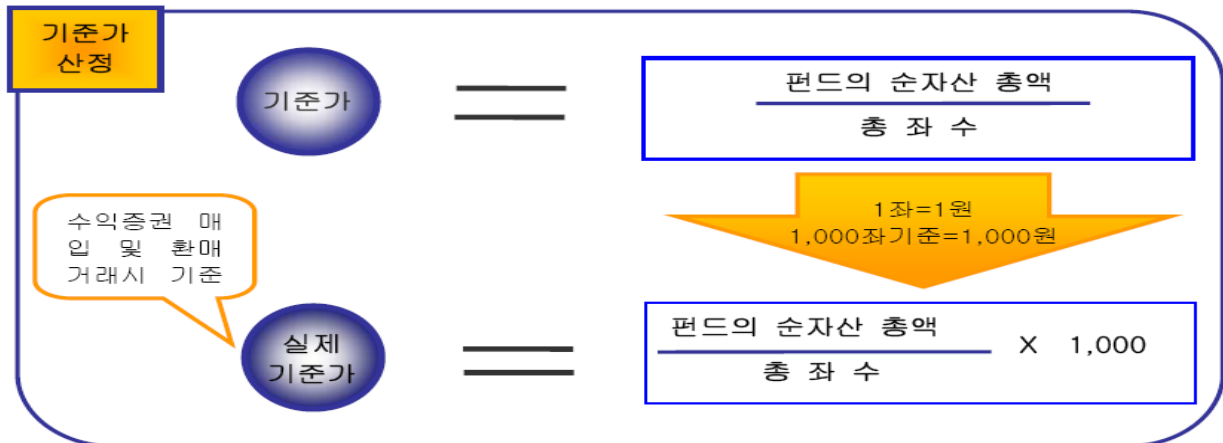 기준가
산정
기준가
펀드의 순자산 총액
총 좌 수
1좌=1원
1,000좌기준=1,000원
수익증권 매
입 및 환매
거래시 기준
실제
기준가
펀드의 순자산 총액
총 좌 수
X 1,000